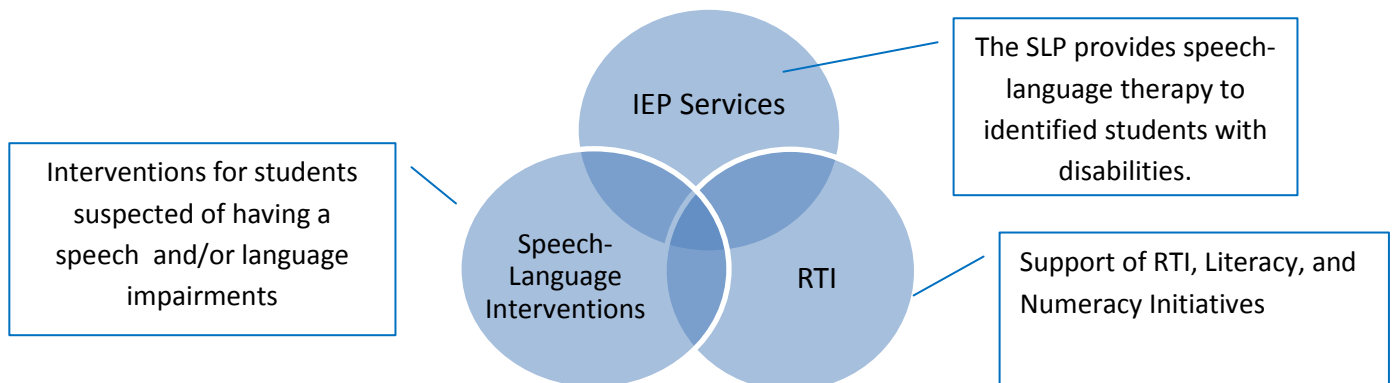 IEP Services
The SLP provides speech-
language therapy to
identified students with
disabilities.
Interventions for students
suspected of having a
speech and/or language
impairments
Speech-
Language
Interventions
RTI
Support of RTI, Literacy, and
Numeracy Initiatives